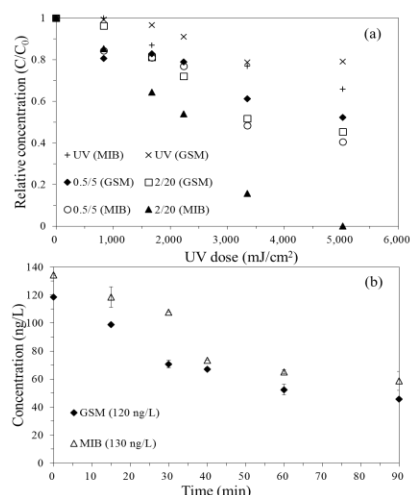 (a)
Relative concentration (C/C0)
1
0.8
0.6
0.4
0.2
0
+ UV (MIB)
× UV (GSM)
◆ 0.5/5 (GSM)
□ 2/20 (GSM)
○ 0.5/5 (MIB)
▲ 2/20 (MIB)
0 1,000 2,000 3,000 4,000 5,000 6,000
UV dose (mJ/cm²)
(b)
Concentration (ng/L)
140
120
100
80
60
40
20
0
◆ GSM (120 ng/L)
△ MIB (130 ng/L)
0 10 20 30 40 50 60 70 80 90
Time (min)